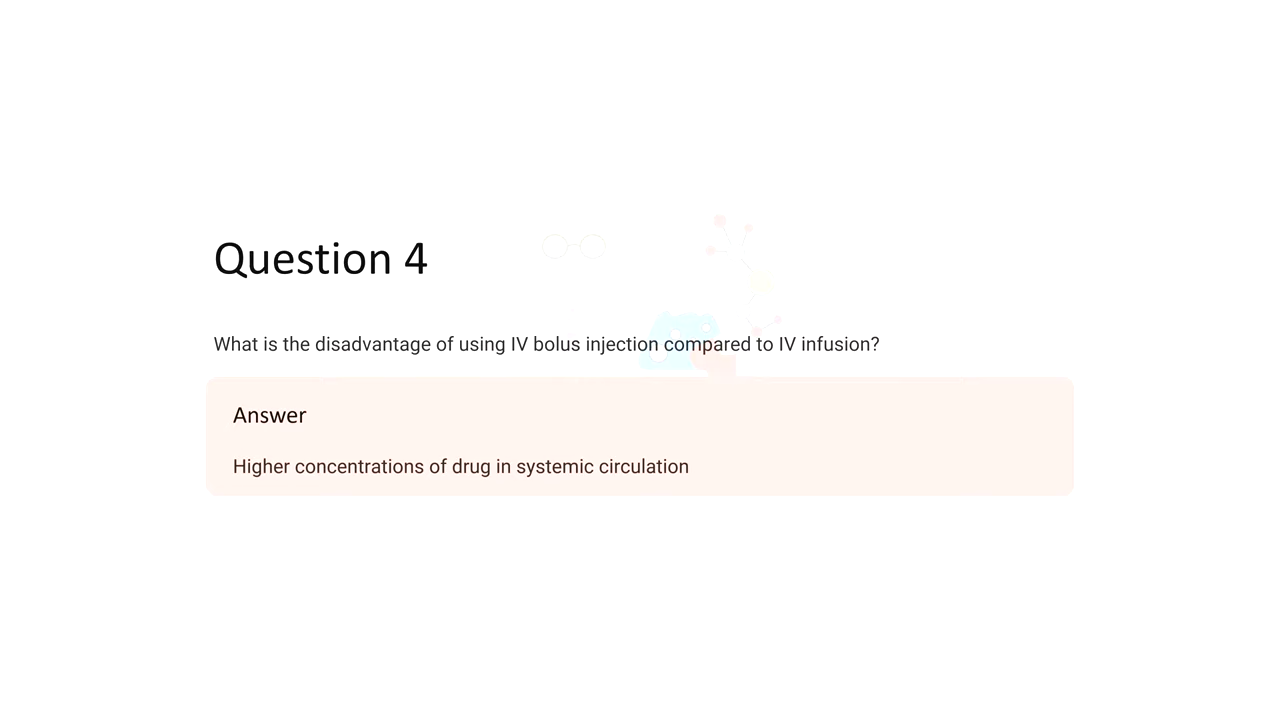 Question 4
What is the disadvantage of using IV bolus injection compared to IV infusion?
Answer
Higher concentrations of drug in systemic circulation